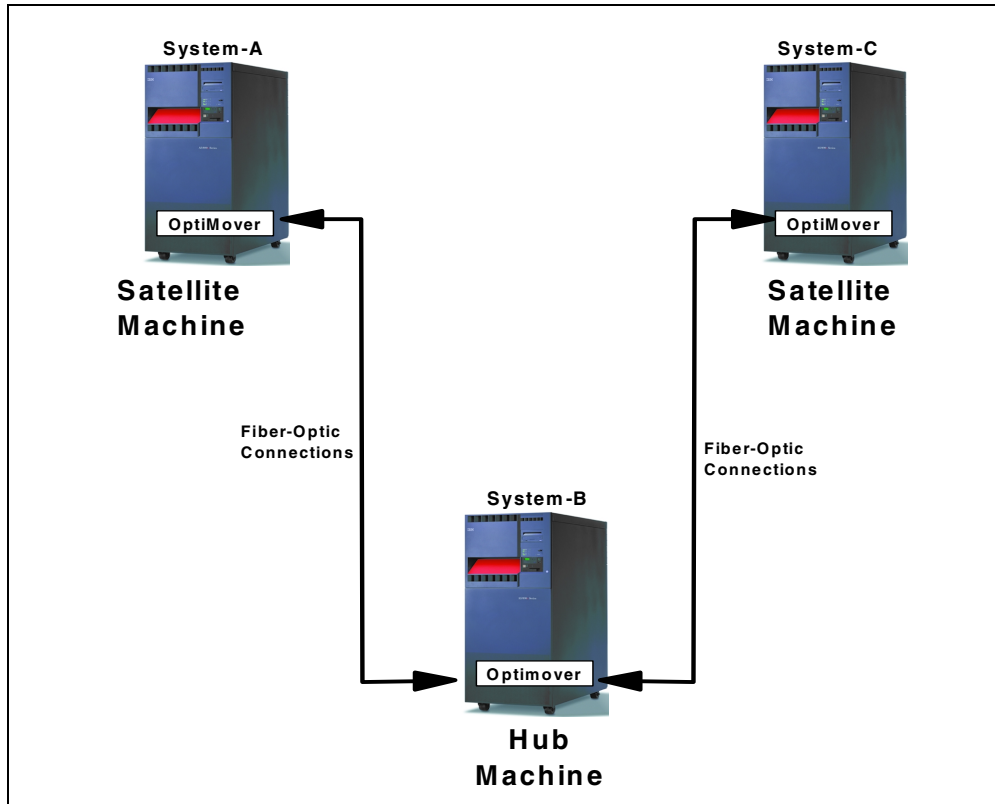 System-A
System-C
OptiMover
OptiMover
Satellite
Machine
Satellite
Machine
Fiber-Optic
Connections
Fiber-Optic
Connections
System-B
Optimover
Hub
Machine